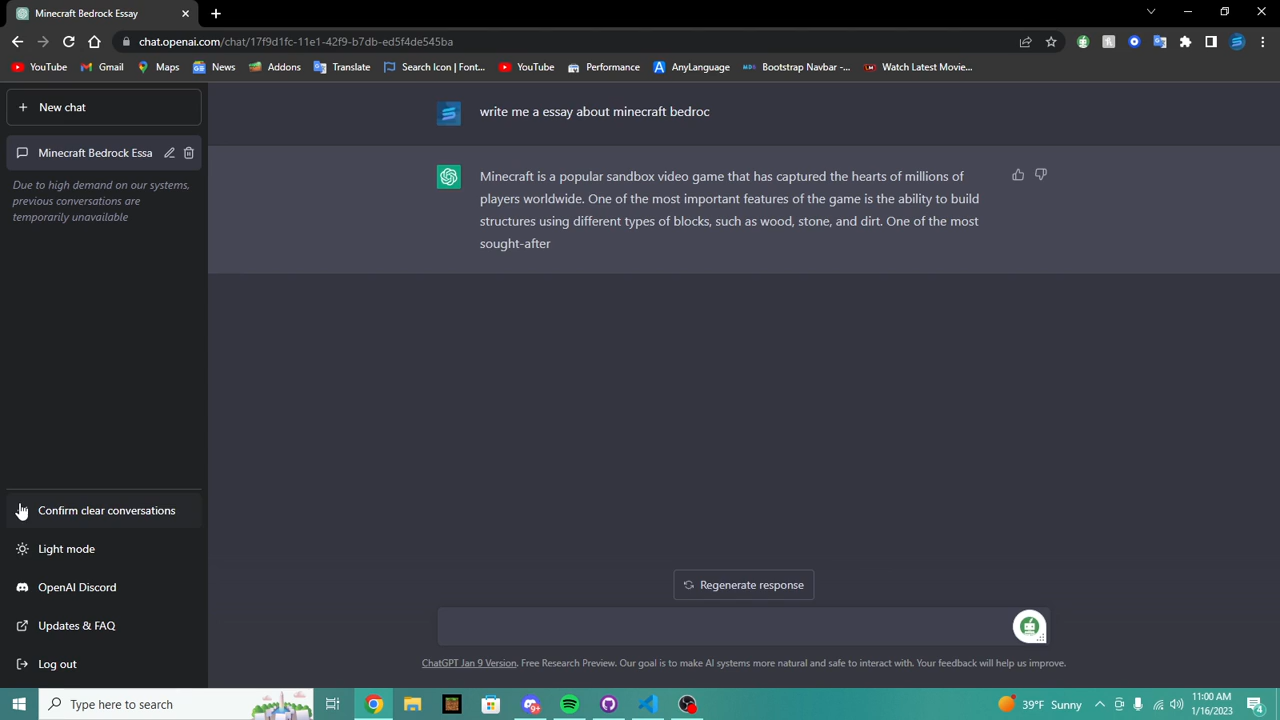 Minecraft Bedrock Essay
chat.openai.com/chat/17f9d1fc-11e1-42f9-b7db-ed5f4de545ba
YouTube Gmail Maps News Addons Translate Search Icon | Font... YouTube Performance AnyLanguage Bootstrap Navbar -... Watch Latest Movie...
New chat
Minecraft Bedrock Essa
Due to high demand on our systems,
previous conversations are
temporarily unavailable
write me a essay about minecraft bedroc
Minecraft is a popular sandbox video game that has captured the hearts of millions of
players worldwide. One of the most important features of the game is the ability to build
structures using different types of blocks, such as wood, stone, and dirt. One of the most
sought-after
Confirm clear conversations
Light mode
OpenAI Discord
Updates & FAQ
Log out
Regenerate response
ChatGPT Jan 9 Version. Free Research Preview. Our goal is to make AI systems more natural and safe to interact with. Your feedback will help us improve.
Type here to search
39°F Sunny
11:00 AM
1/16/2023
4